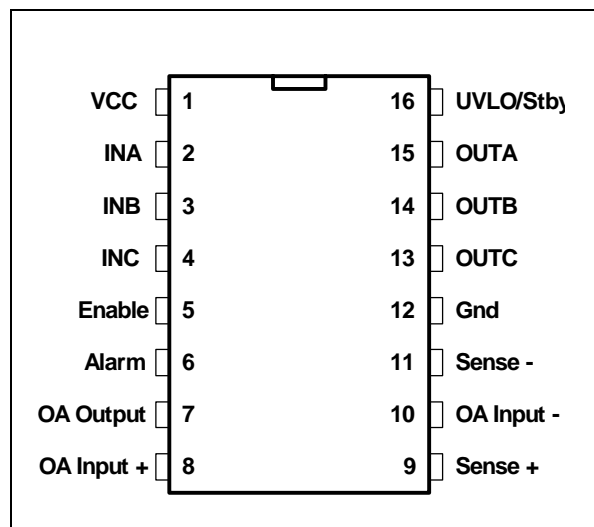 VCC 1 16 UVLO/Stby
INA 2 15 OUTA
INB 3 14 OUTB
INC 4 13 OUTC
Enable 5 12 Gnd
Alarm 6 11 Sense -
OA Output 7 10 OA Input -
OA Input + 8 9 Sense +